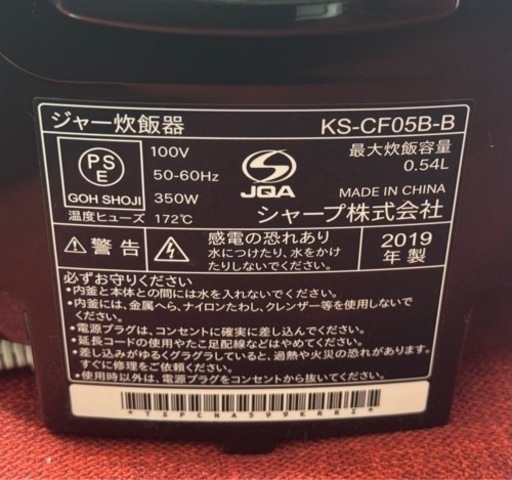 ジャー炊飯器 KS-CF05B-B
PS
E
GOH SHOJI
100V
50-60Hz
350W
温度ヒューズ 172℃
JQA
最大炊飯容量
0.54L
MADE IN CHINA
シャープ株式会社
警告
感電の恐れあり
水につけたり、水をかけ
たりしないでください。
2019
年製
必ずお守りください
•内釜と本体との間には水を入れないでください。
•内釜には、金属へら、ナイロンたわし、クレンザー等を使用しない
でください。
•電源プラグは、コンセントに確実に差し込んでください。
•延長コードの使用やたこ足配線などはやめてください。
•差し込みがゆるくグラグラしていると、過熱や火災の恐れがあります。
すぐに修理をご依頼ください。
•使用時以外は、電源プラグをコンセントから抜いてください。
*TSPCNA599KRRZ*